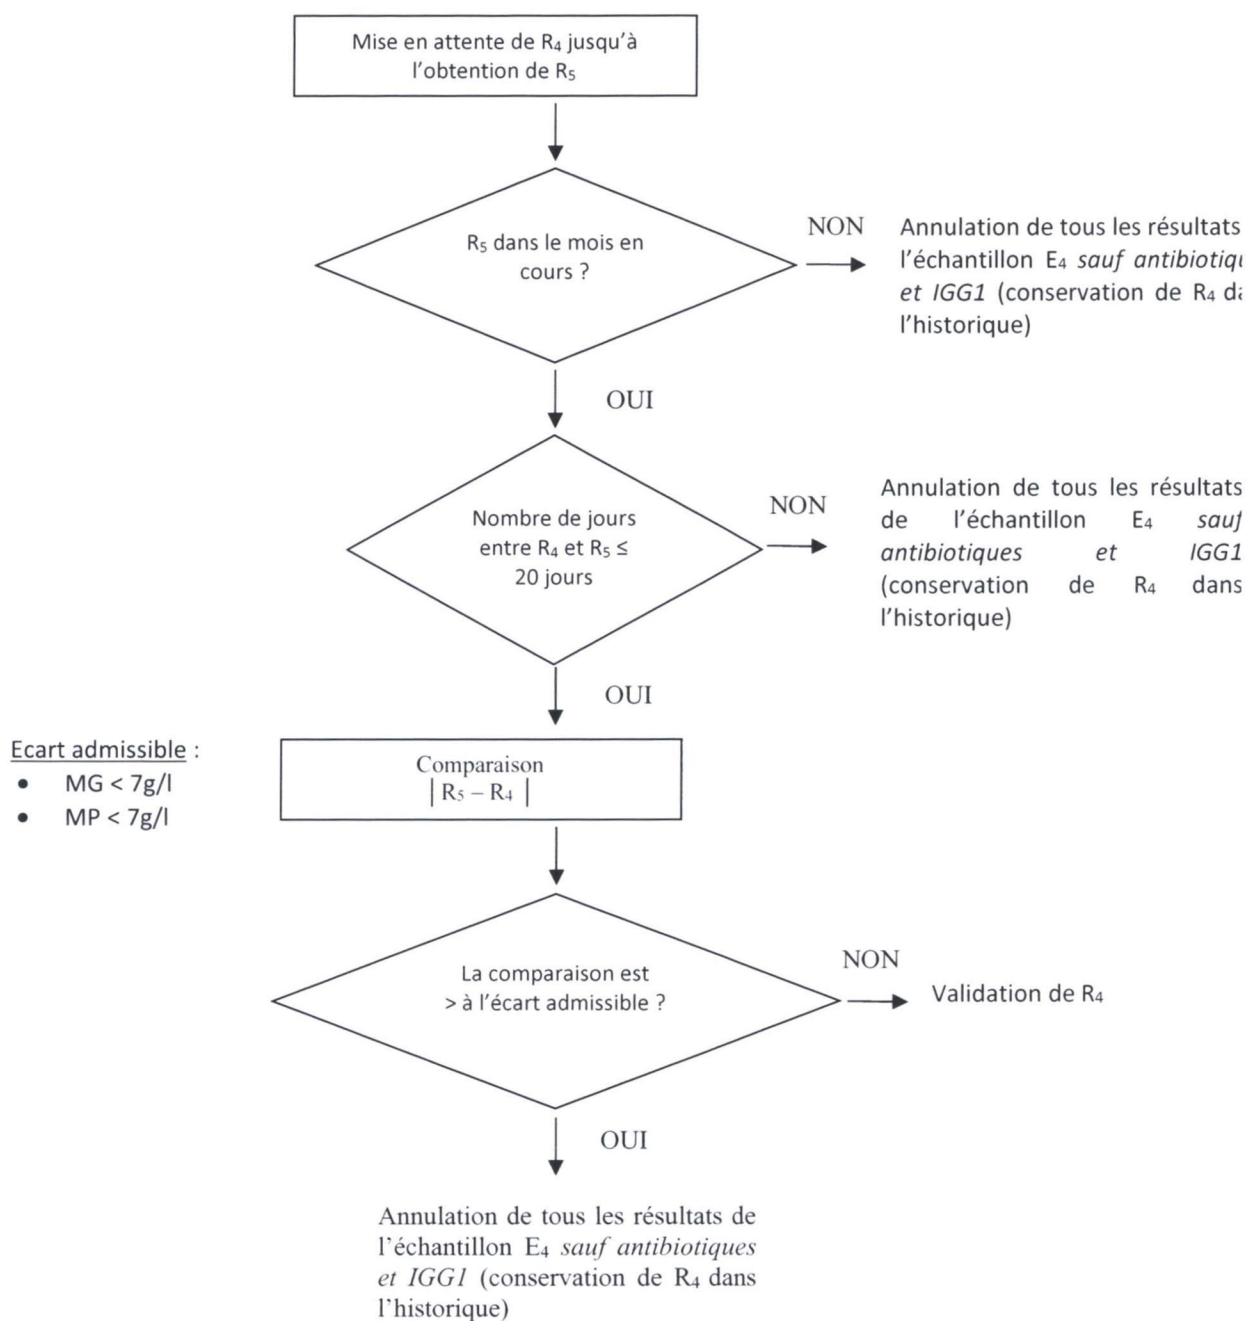 Mise en attente de R4 jusqu'à
l'obtention de R5
R5 dans le mois en
cours ?
NON
Annulation de tous les résultats
l'échantillon E4 sauf
et IGG1 (conservation de R4
l'historique)
OUI
Nombre de jours
entre R4 et R5 ≤
20 jours
NON
Annulation de tous les résultats
de l'échantillon E4 sauf
antibiotiques et IGG1
(conservation de R4 dans
l'historique)
OUI
Ecart admissible :
• MG < 7g/l
• MP < 7g/l
Comparaison
| R5 – R4 |
La comparaison est
> à l'écart admissible ?
NON
Validation de R4
OUI
Annulation de tous les résultats de
l'échantillon E4 sauf antibiotiques
et IGG1 (conservation de R4 dans
l'historique)